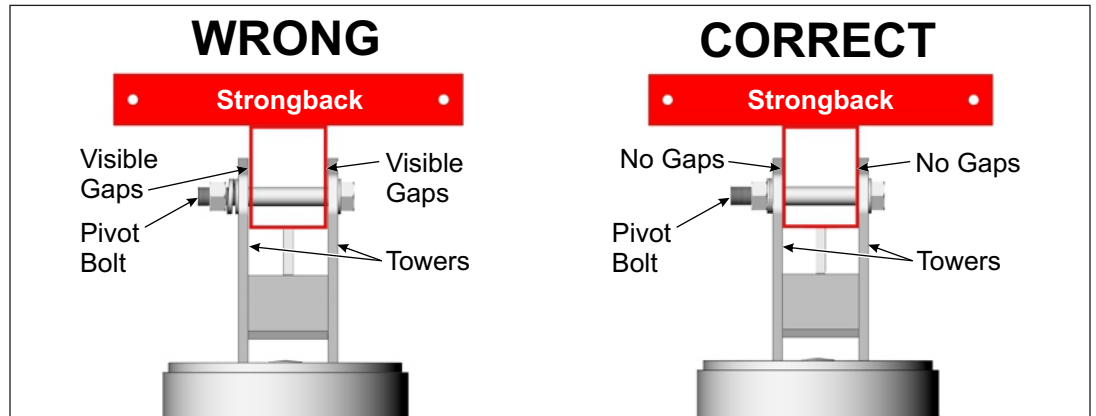 WRONG
Strongback
Visible
Gaps
Visible
Gaps
Pivot
Bolt
Towers
CORRECT
Strongback
No Gaps
No Gaps
Pivot
Bolt
Towers